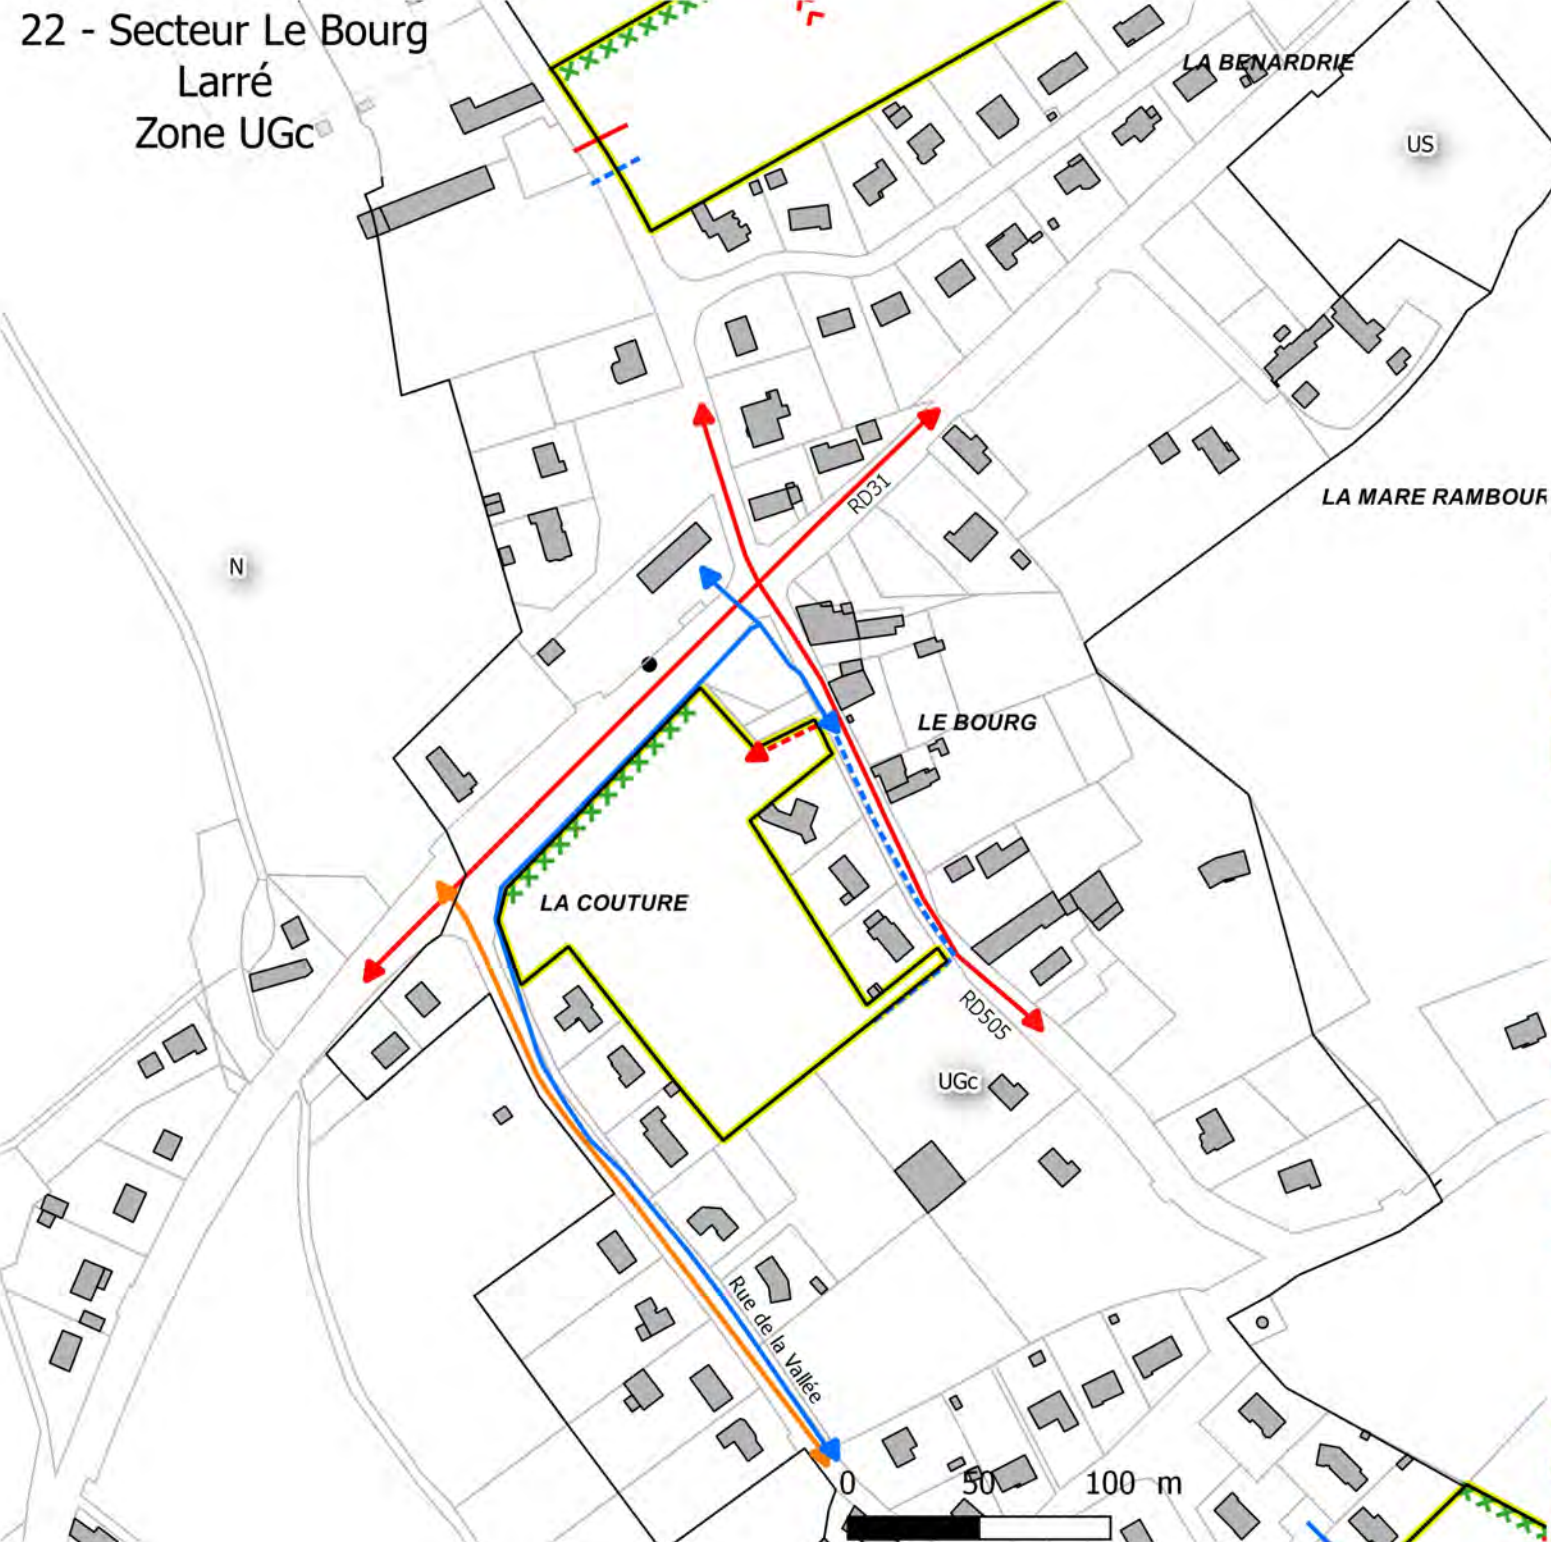 22 - Secteur Le Bourg
Larré
Zone UGc
LA BENARDRIE
US
LA MARE RAMBOUR
RD31
N
LE BOURG
LA COUTURE
RD505
UGc
Rue de la Vallée
0 50 100 m